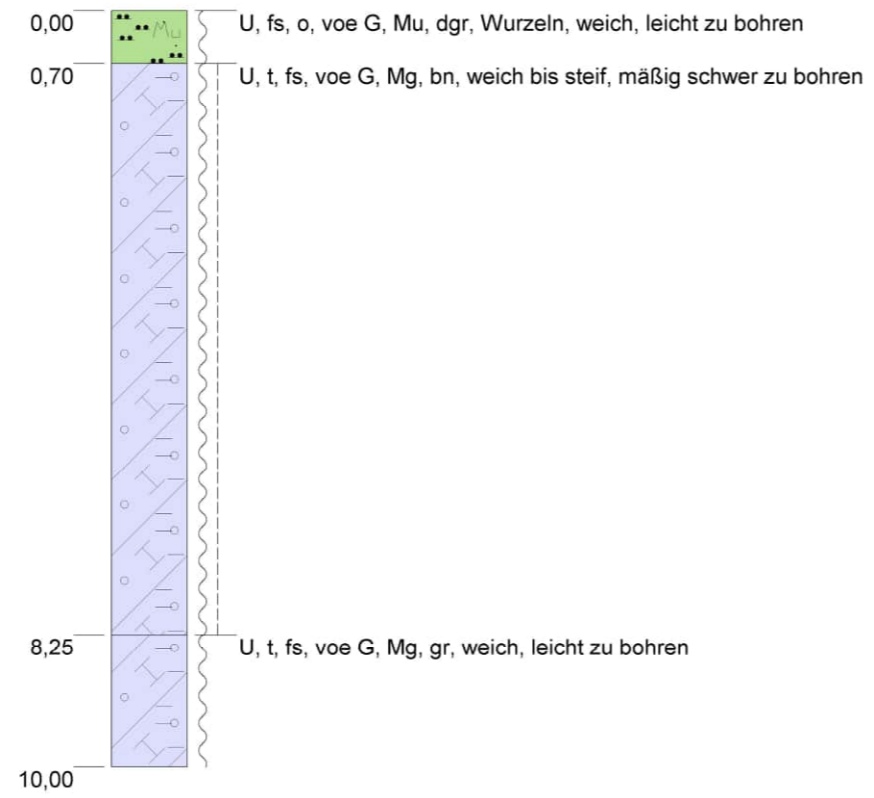 0,00 U, fs, o, voe G, Mu, dgr, Wurzeln, weich, leicht zu bohren
Mu
0,70 U, t, fs, voe G, Mg, bn, weich bis steif, mäßig schwer zu bohren
8,25 U, t, fs, voe G, Mg, gr, weich, leicht zu bohren
10,00